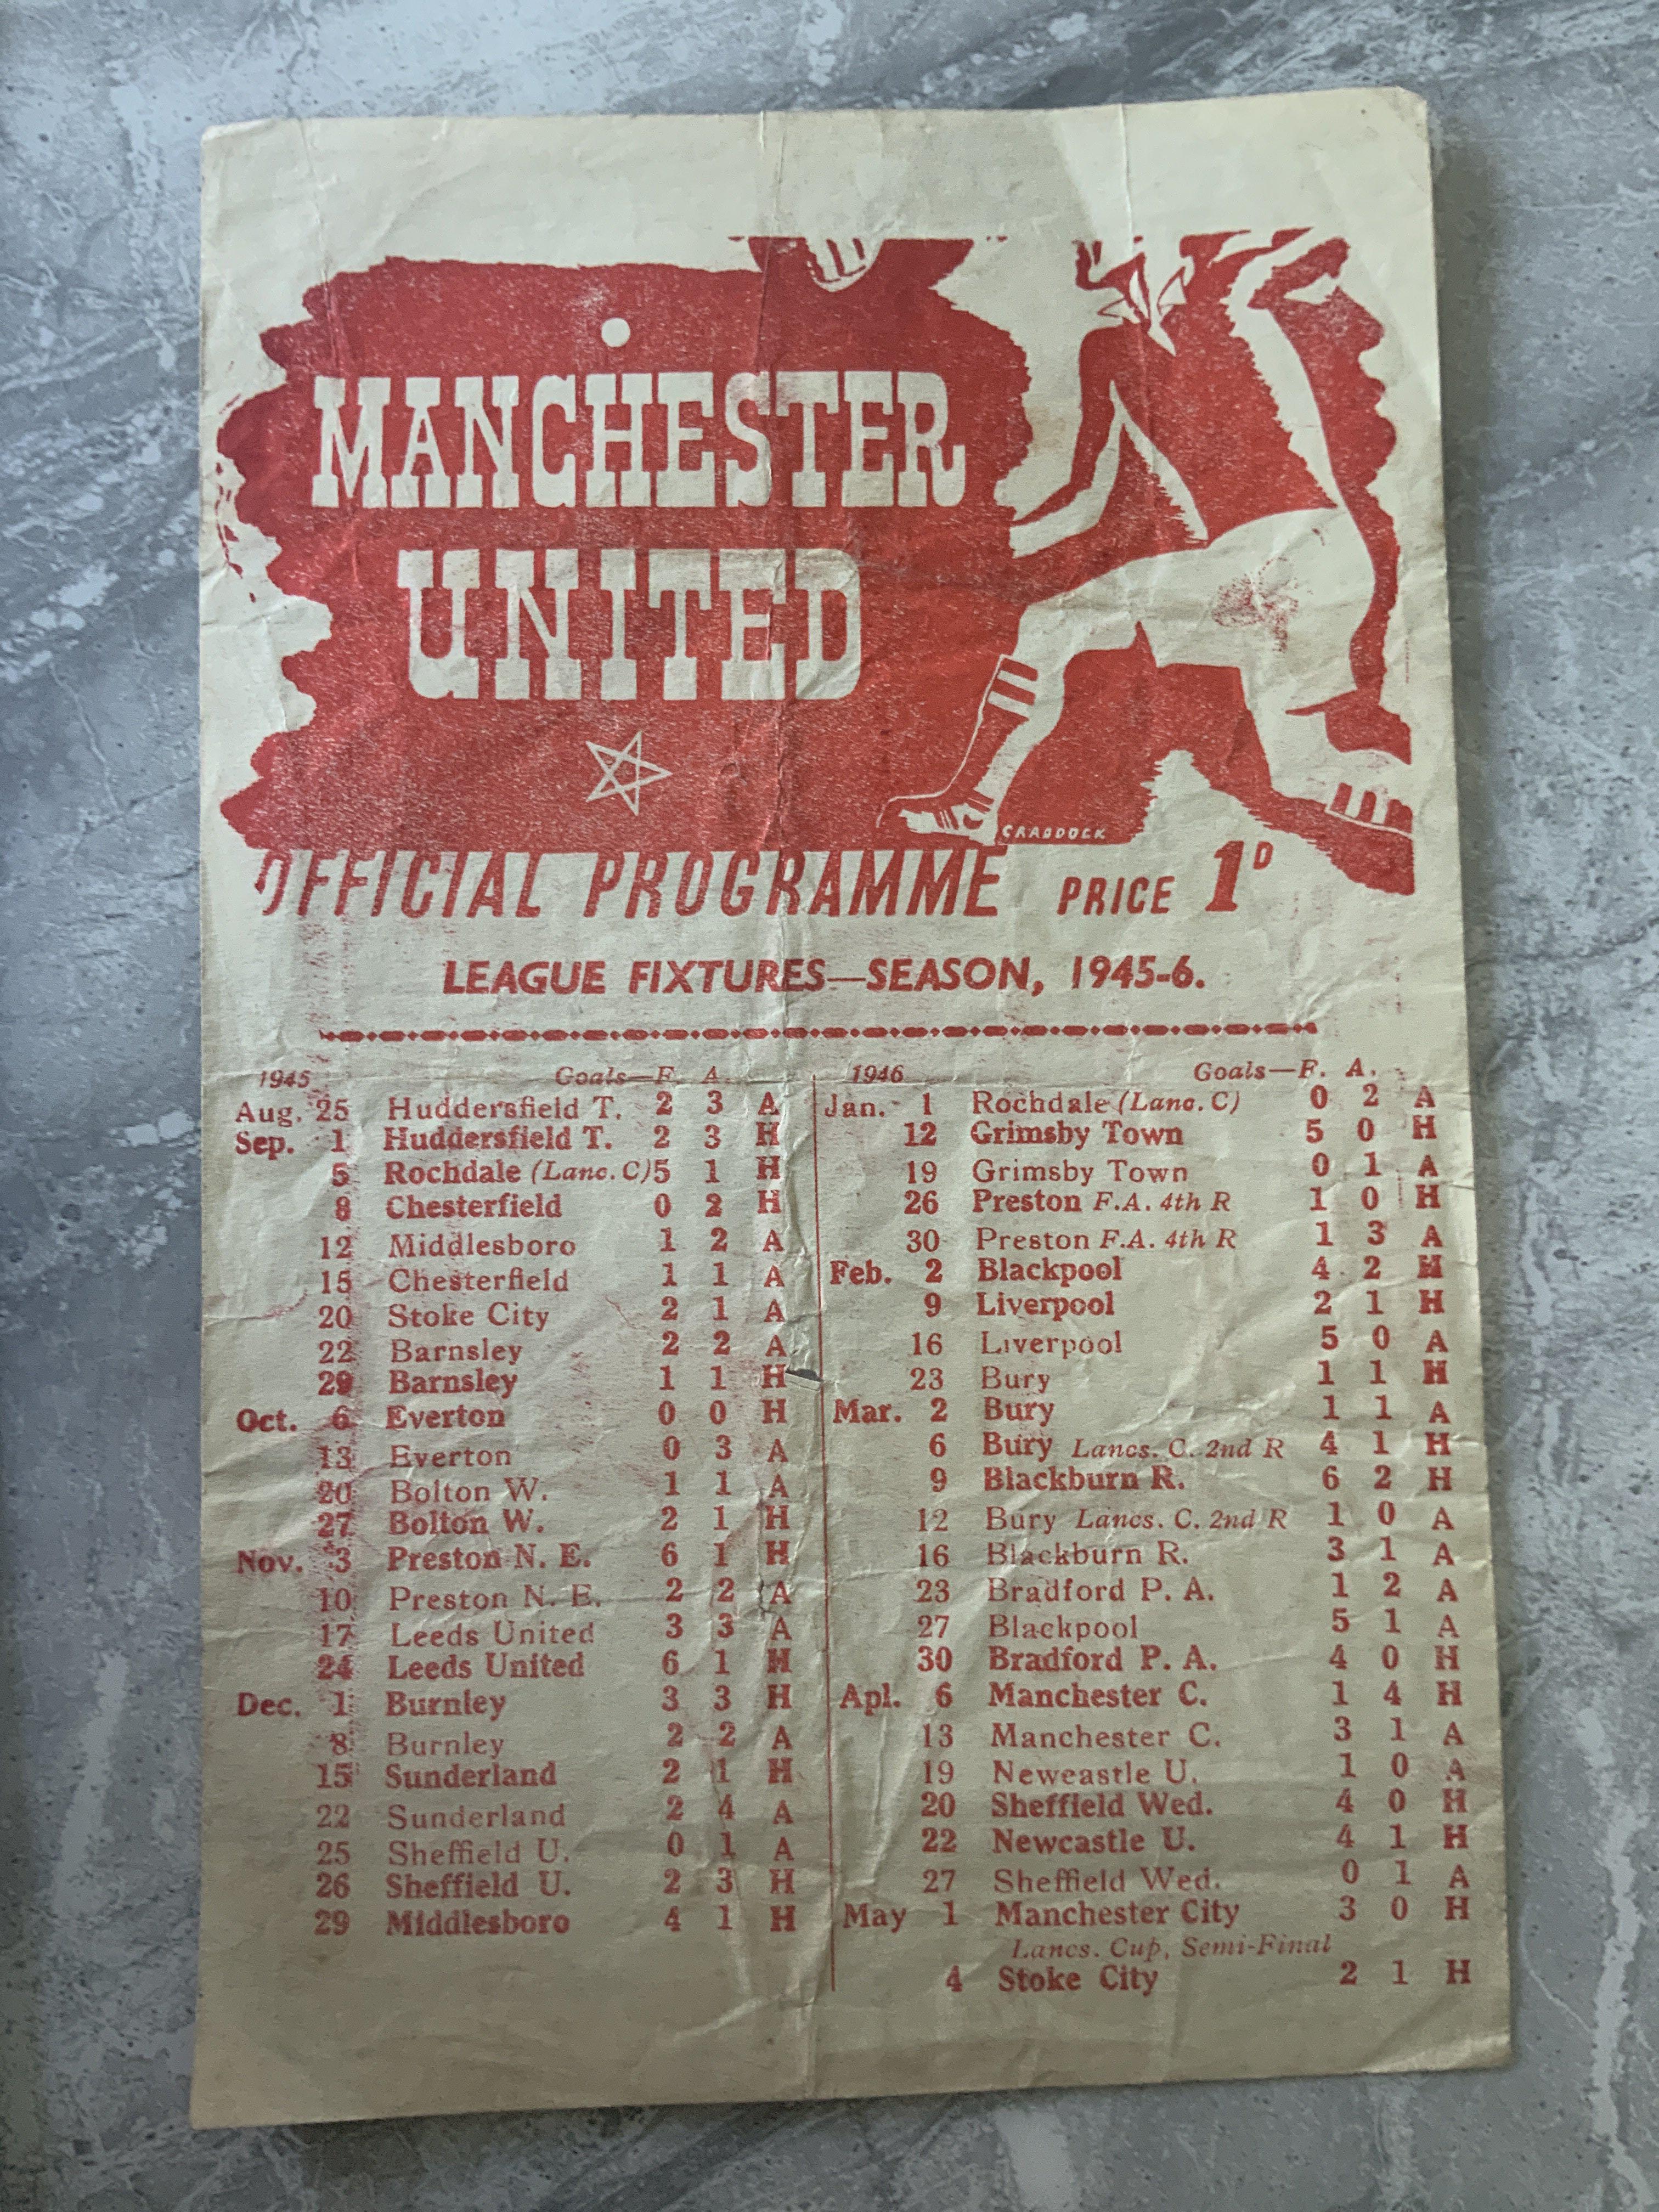 MANCHESTER
UNITED
CRADDOCK
OFFICIAL PROGRAMME PRICE 1D
LEAGUE FIXTURES—SEASON, 1945-6.
1945 Goals—F. A.
Aug. 25 Huddersfield T. 2 3 A
Sep. 1 Huddersfield T. 2 3 H
5 Rochdale (Lanc. C) 5 1 H
8 Chesterfield 0 2 H
12 Middlesboro 1 2 A
15 Chesterfield 1 1 A
20 Stoke City 2 1 A
22 Barnsley 2 2 A
29 Barnsley 1 1 H
Oct. 6 Everton 0 0 H
13 Everton 0 3 A
20 Bolton W. 1 1 A
27 Bolton W. 2 1 H
Nov. 3 Preston N. E. 6 1 H
10 Preston N. E. 2 2 A
17 Leeds United 3 3 A
24 Leeds United 6 1 H
Dec. 1 Burnley 3 3 H
8 Burnley 2 2 A
15 Sunderland 2 1 H
22 Sunderland 2 4 A
25 Sheffield U. 0 1 A
26 Sheffield U. 2 3 H
29 Middlesboro 4 1 H
1946 Goals—F. A.
Jan. 1 Rochdale (Lanc. C) 0 2 A
12 Grimsby Town 5 0 H
19 Grimsby Town 0 1 A
26 Preston F.A. 4th R 1 0 H
30 Preston F.A. 4th R 1 3 A
Feb. 2 Blackpool 4 2 H
9 Liverpool 2 1 H
16 Liverpool 5 0 A
23 Bury 1 1 H
Mar. 2 Bury 1 1 A
6 Bury Lancs. C. 2nd R 4 1 H
9 Blackburn R. 6 2 H
12 Bury Lancs. C. 2nd R 1 0 A
16 Blackburn R. 3 1 A
23 Bradford P. A. 1 2 A
27 Blackpool 5 1 A
30 Bradford P. A. 4 0 H
Apl. 6 Manchester C. 1 4 H
13 Manchester C. 3 1 A
19 Neweastle U. 1 0 A
20 Sheffield Wed. 4 0 H
22 Newcastle U. 4 1 H
27 Sheffield Wed. 0 1 A
May 1 Manchester City 3 0 H
Lancs. Cup, Semi-Final
4 Stoke City 2 1 H